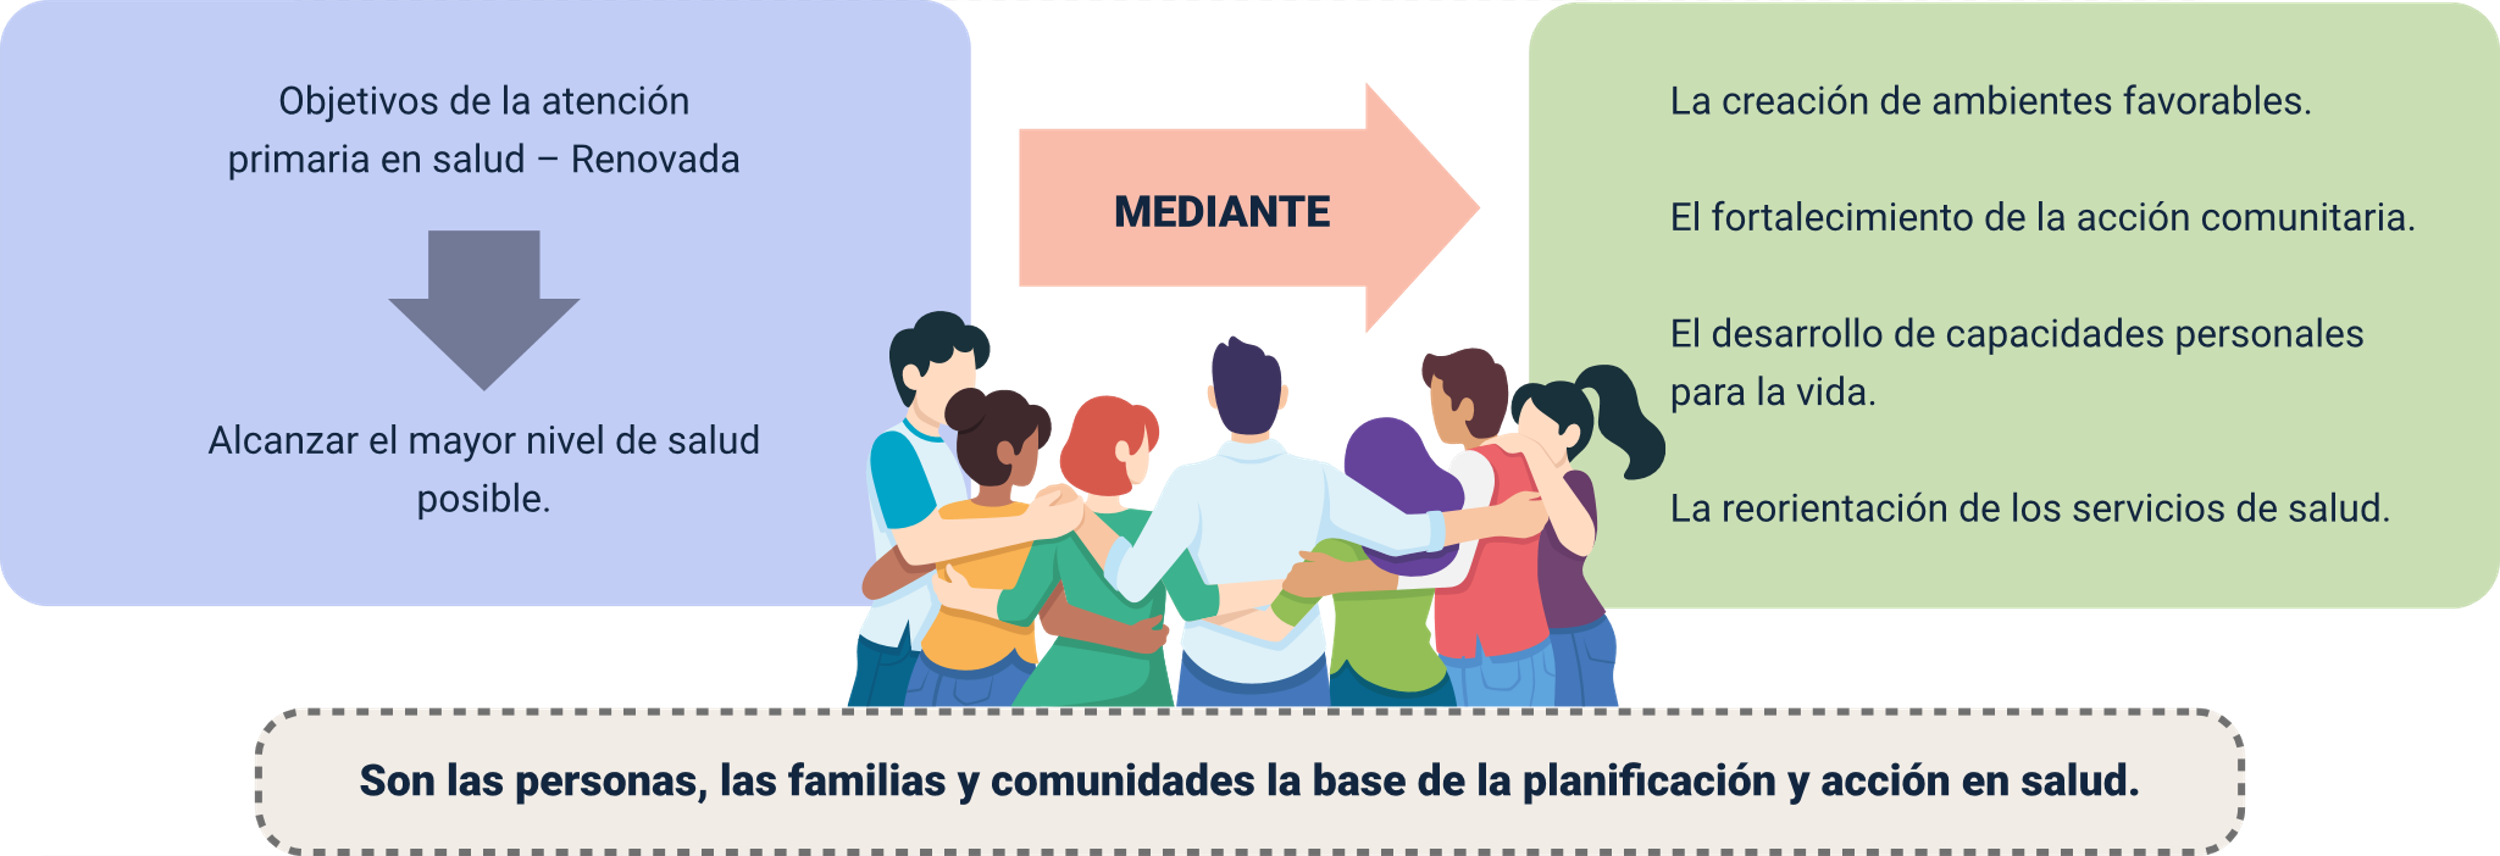 Objetivos de la atención
primaria en salud – Renovada
Alcanzar el mayor nivel de salud
posible.
MEDIANTE
La creación de ambientes favorables.
El fortalecimiento de la acción comunitaria.
El desarrollo de capacidades personales
para la vida.
La reorientación de los servicios de salud.
Son las personas, las familias y comunidades la base de la planificación y acción en salud.